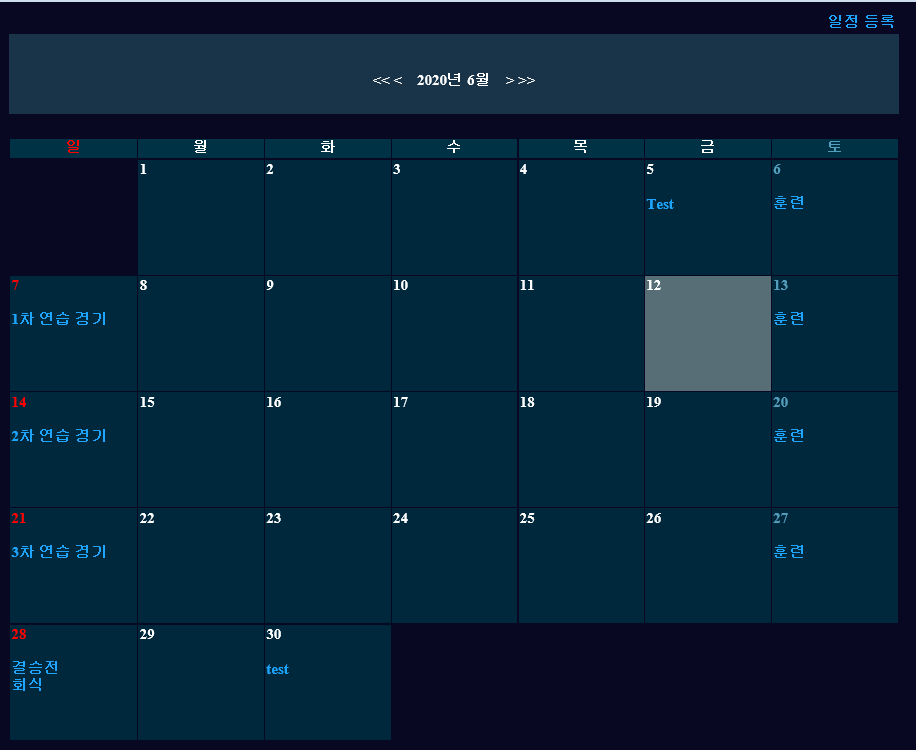 일정 등록
<< < 2020년 6월 > >>
일 월 화 수 목 금 토
1 2 3 4 5 6
Test 훈련
7 8 9 10 11 12 13
1차 연습 경기 훈련
14 15 16 17 18 19 20
2차 연습 경기 훈련
21 22 23 24 25 26 27
3차 연습 경기 훈련
28 29 30
결승전 test
회식